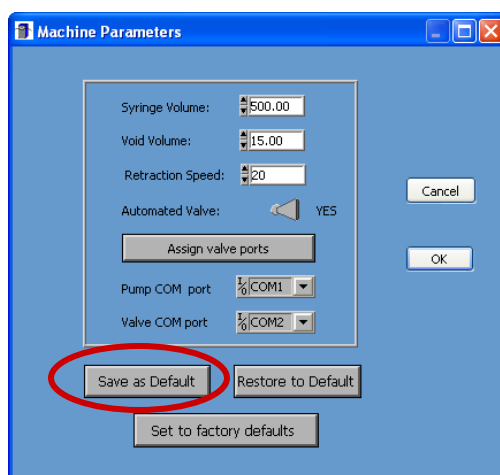 Machine Parameters
Syringe Volume: 500.00
Void Volume: 15.00
Retraction Speed: 20
Automated Valve: YES
Assign valve ports
Pump COM port I/O COM1
Valve COM port I/O COM2
Cancel
OK
Save as Default Restore to Default
Set to factory defaults